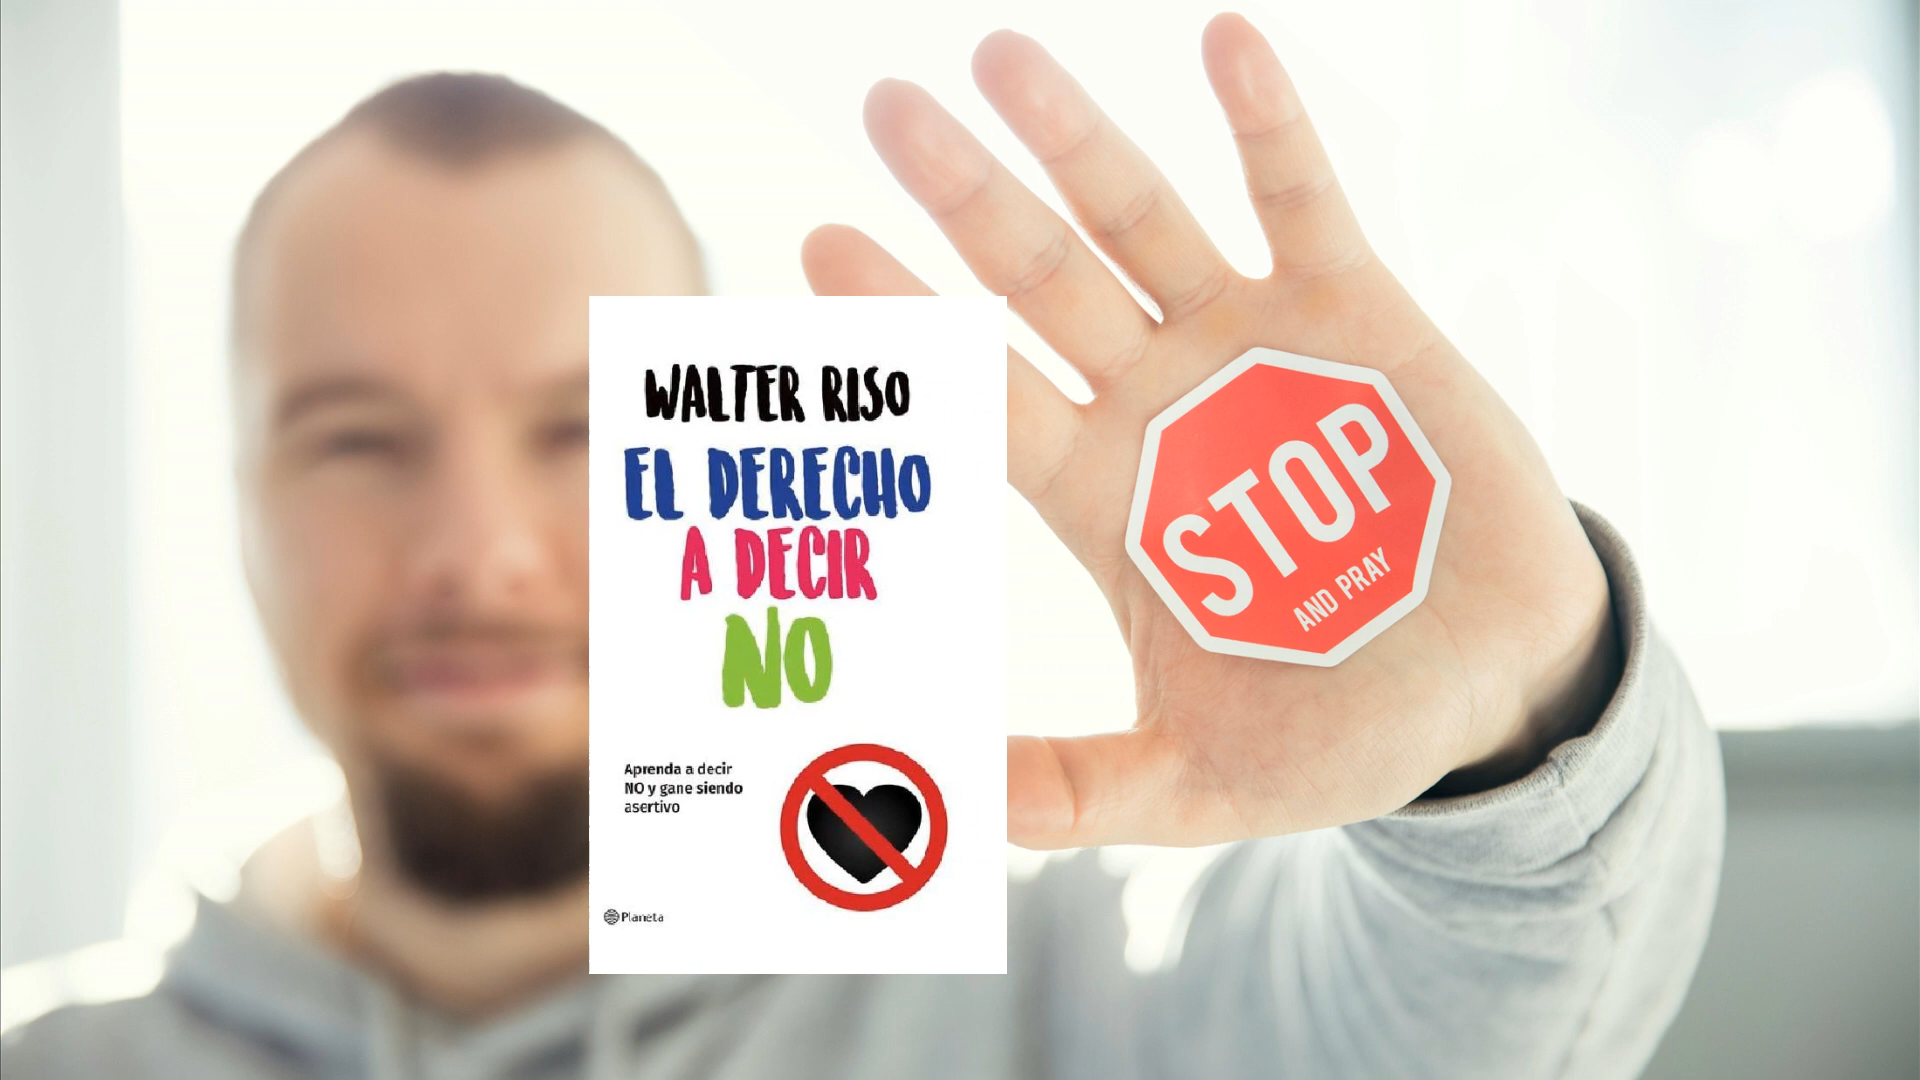 WALTER RISO
EL DERECHO
A DECIR
NO
Aprenda a decir
NO y gane siendo
asertivo
Planeta
STOP
AND PRAY